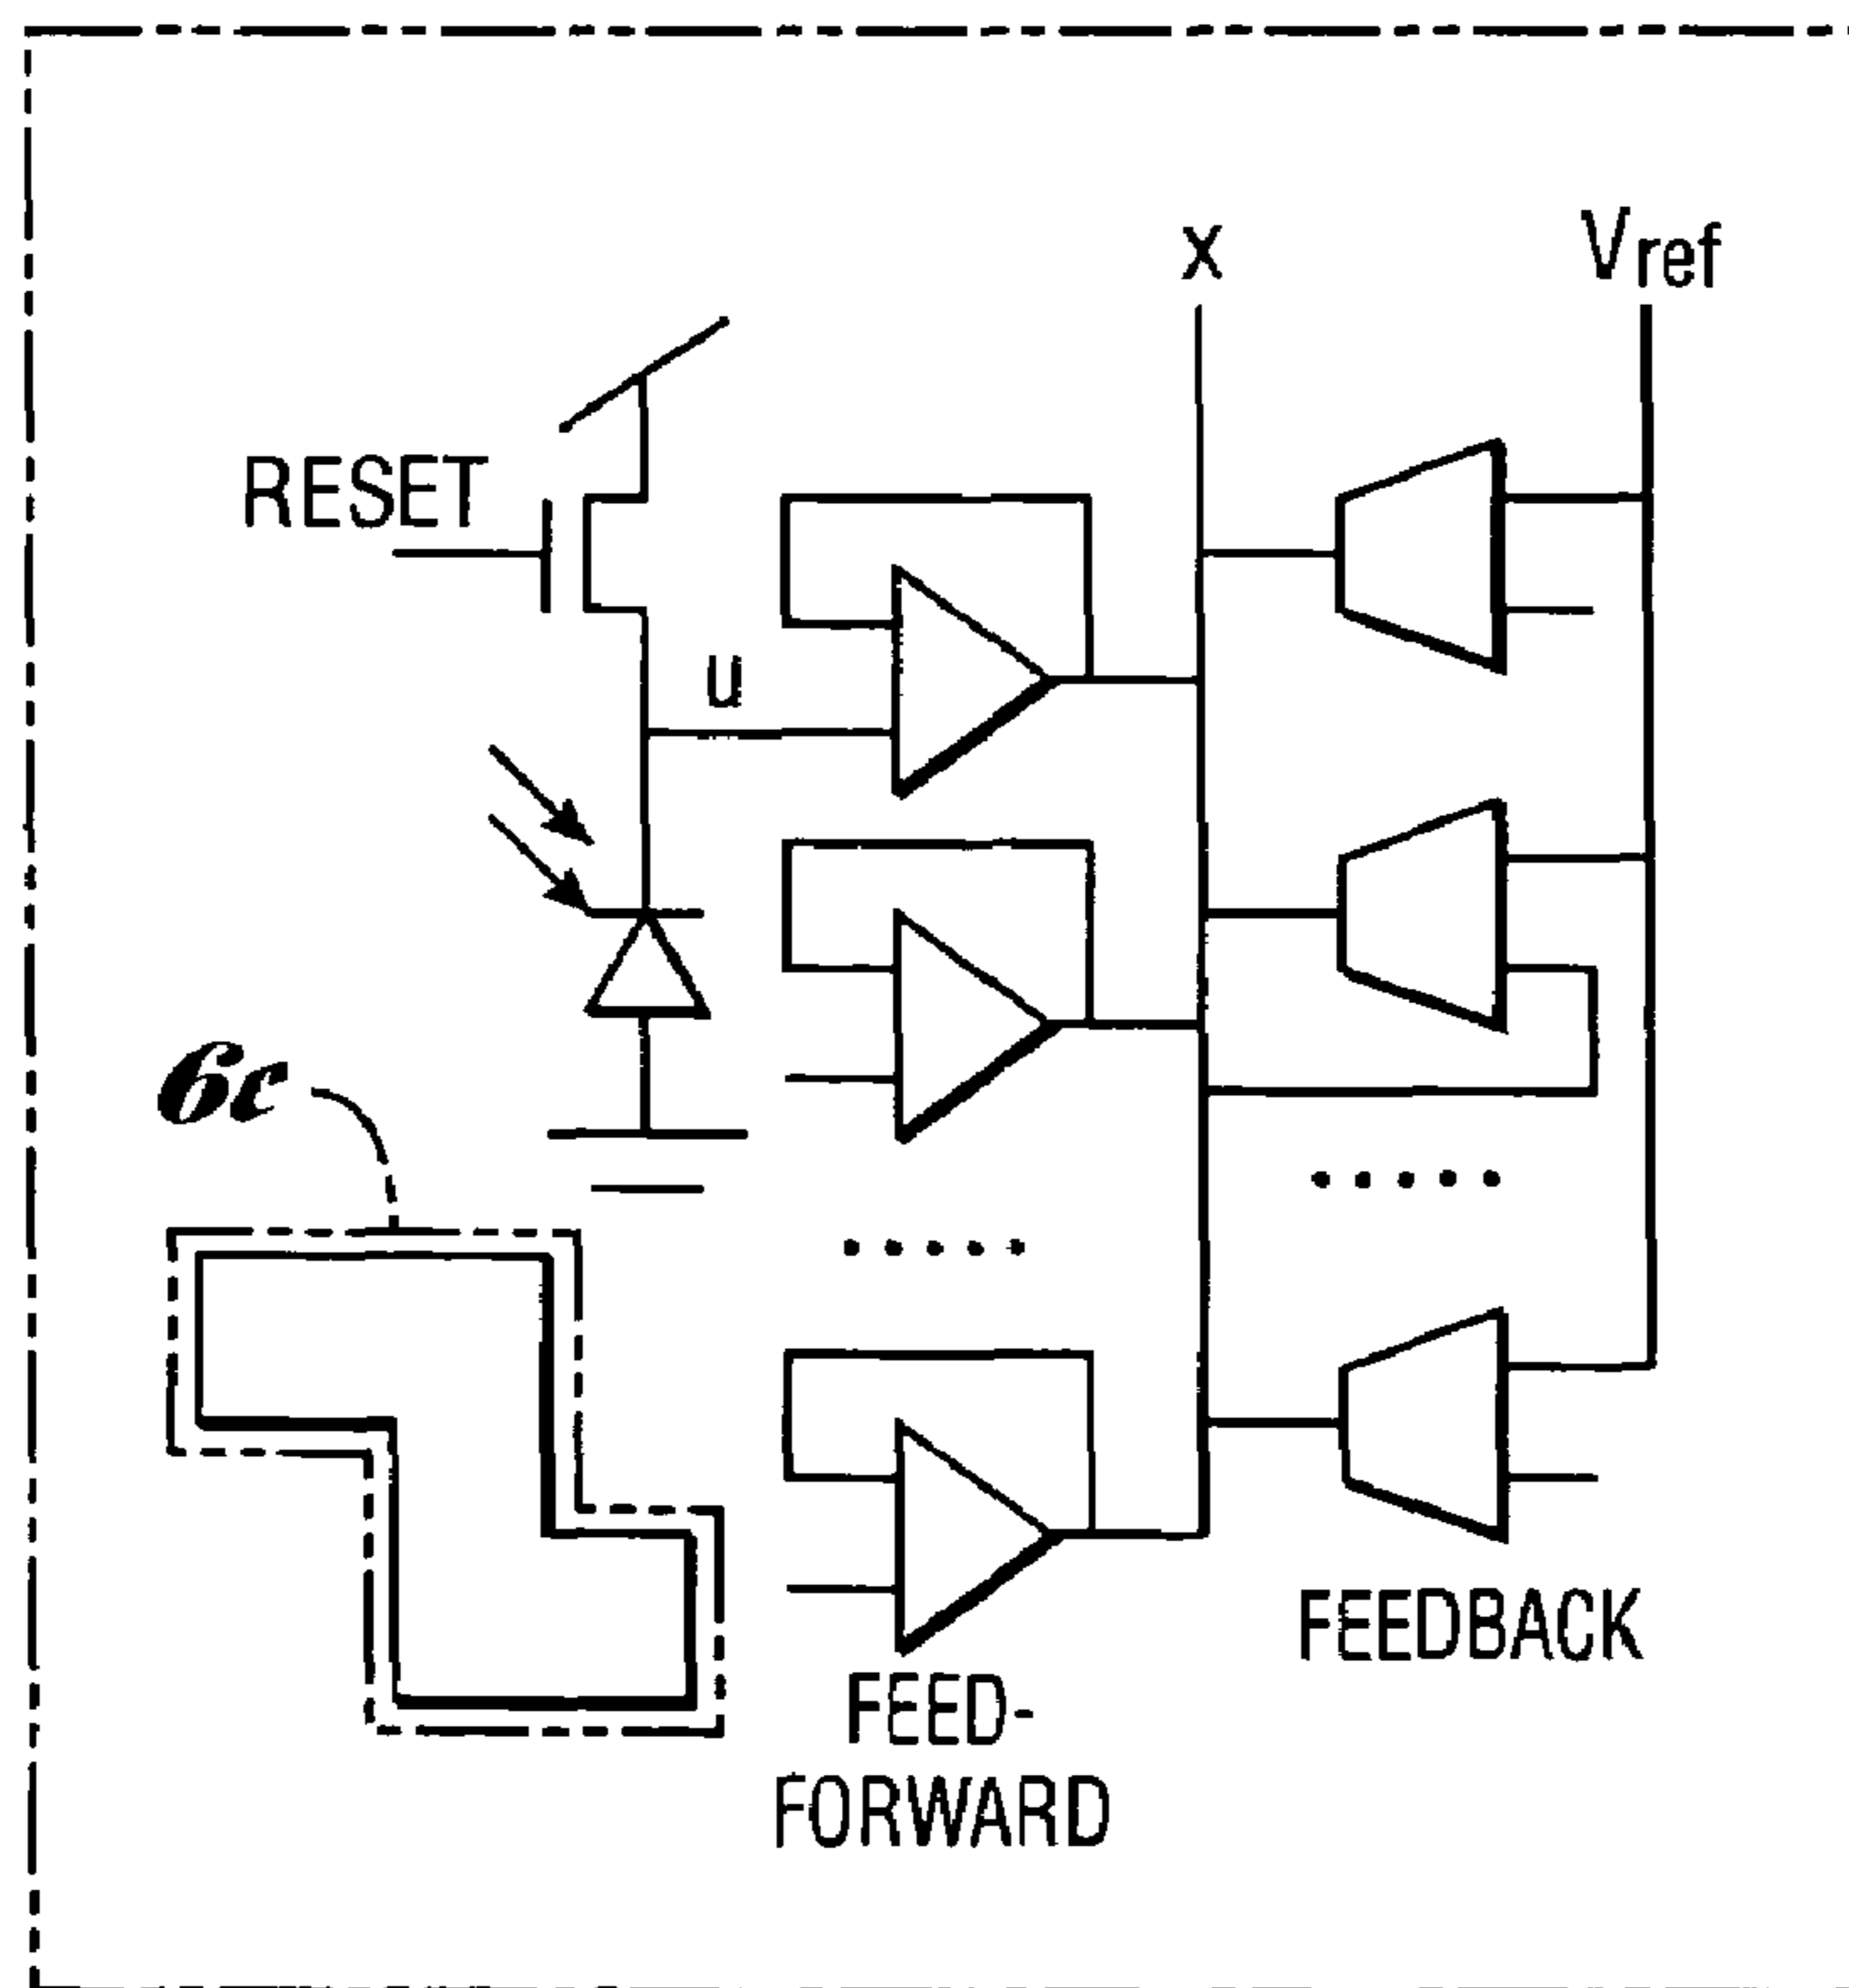 x
Vref
RESET
u
6c
FEEDBACK
FEED-
FORWARD